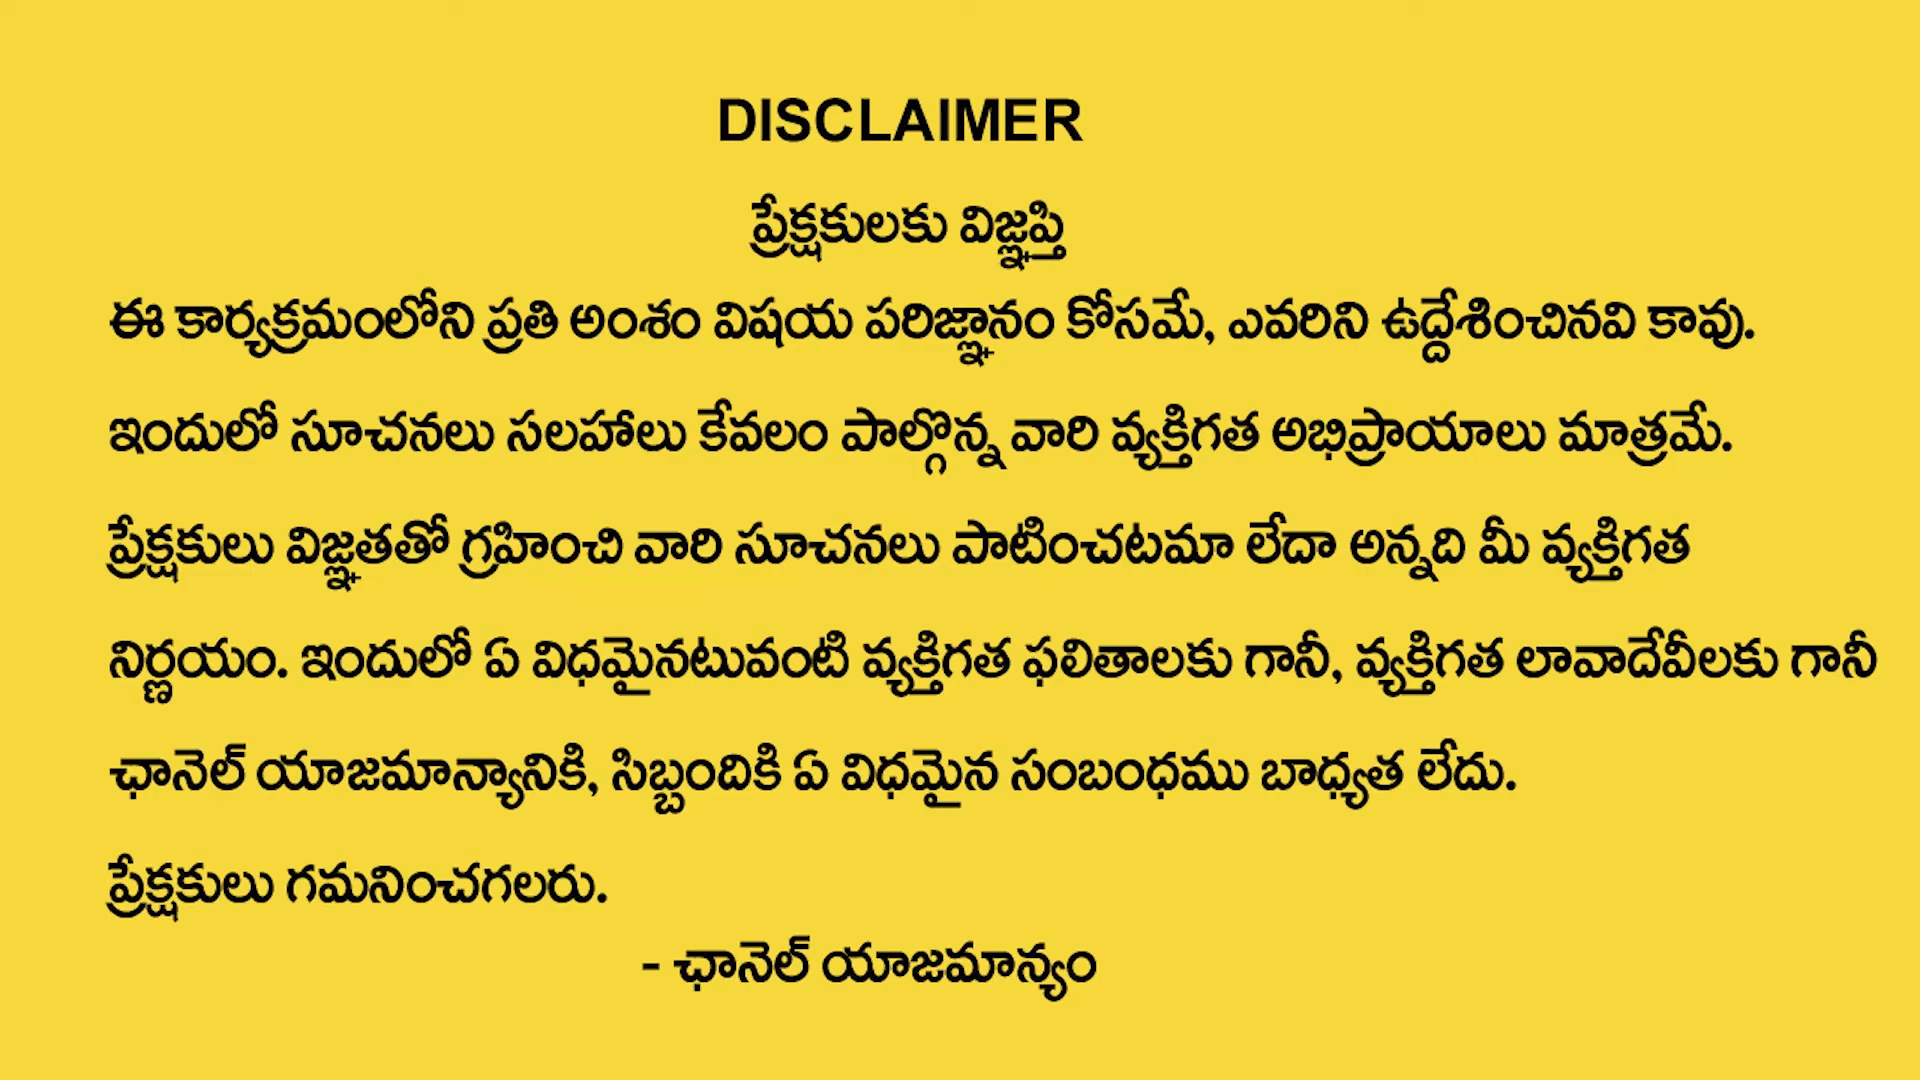 DISCLAIMER
ప్రేక్షకులకు విజ్ఞప్తి
ఈ కార్యక్రమంలోని ప్రతి అంశం విషయ పరిజ్ఞానం కోసమే, ఎవరిని ఉద్దేశించినవి కావు.
ఇందులో సూచనలు సలహాలు కేవలం పాల్గొన్న వారి వ్యక్తిగత అభిప్రాయాలు మాత్రమే.
ప్రేక్షకులు విజ్ఞతతో గ్రహించి వారి సూచనలు పాటించటమా లేదా అన్నది మీ వ్యక్తిగత
నిర్ణయం. ఇందులో ఏ విధమైనటువంటి వ్యక్తిగత ఫలితాలకు గానీ, వ్యక్తిగత లావాదేవీలకు గానీ
ఛానెల్ యాజమాన్యానికి, సిబ్బందికి ఏ విధమైన సంబంధము బాధ్యత లేదు.
ప్రేక్షకులు గమనించగలరు.
- ఛానెల్ యాజమాన్యం